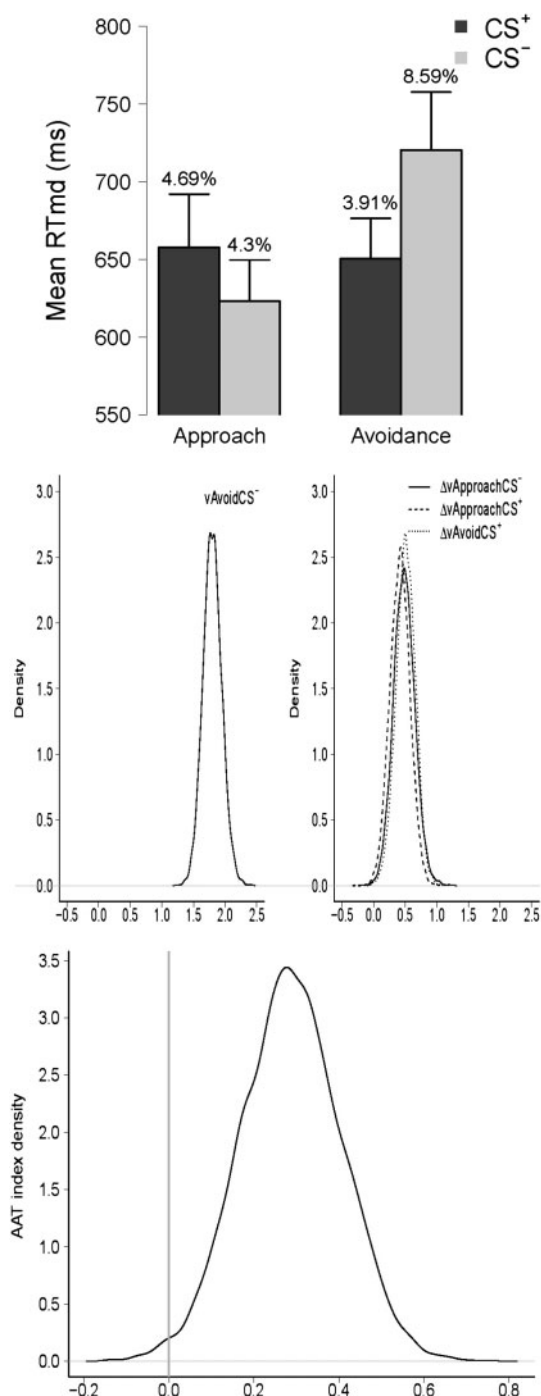 CS+
CS−
Mean RTmd (ms)
800
750
700
650
600
550
4.69%
4.3%
3.91%
8.59%
Approach
Avoidance
vAvoidCS−
Density
3.0
2.5
2.0
1.5
1.0
0.5
0.0
−0.5 0.0 0.5 1.0 1.5 2.0 2.5
ΔvApproachCS−
ΔvApproachCS+
ΔvAvoidCS+
Density
3.0
2.5
2.0
1.5
1.0
0.5
0.0
−0.5 0.0 0.5 1.0 1.5 2.0 2.5
AAT index density
3.5
3.0
2.5
2.0
1.5
1.0
0.5
0.0
−0.2 0.0 0.2 0.4 0.6 0.8